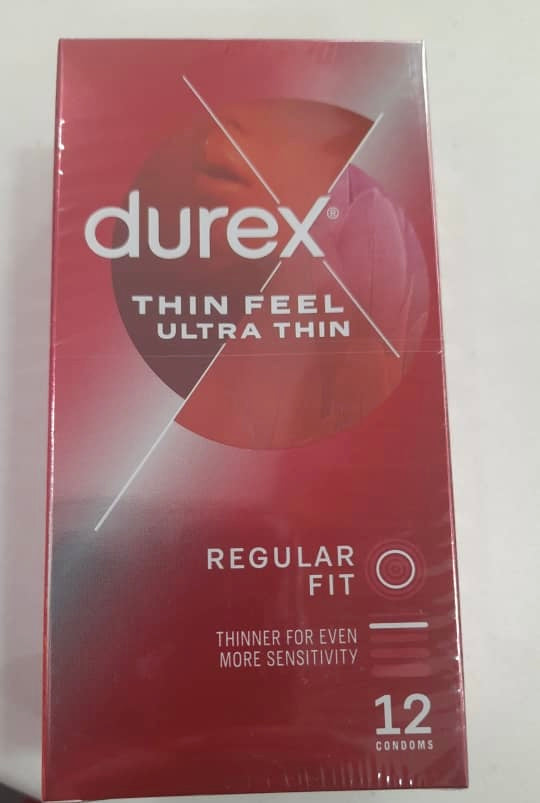 durex®
THIN FEEL
ULTRA THIN
REGULAR
FIT
THINNER FOR EVEN
MORE SENSITIVITY
12
CONDOMS